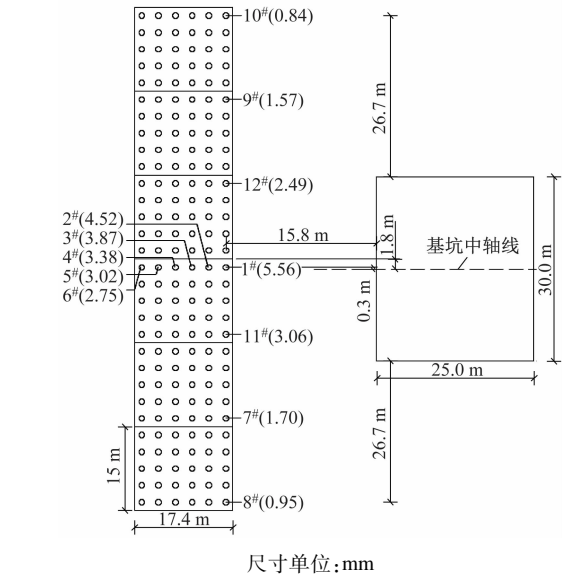 10#(0.84)
9#(1.57)
26.7 m
12#(2.49)
2#(4.52)
3#(3.87)
4#(3.38)
5#(3.02)
6#(2.75)
15.8 m
1.8 m
基坑中轴线
1#(5.56)
0.3 m
30.0 m
11#(3.06)
25.0 m
7#(1.70)
26.7 m
15 m
8#(0.95)
17.4 m
尺寸单位:mm